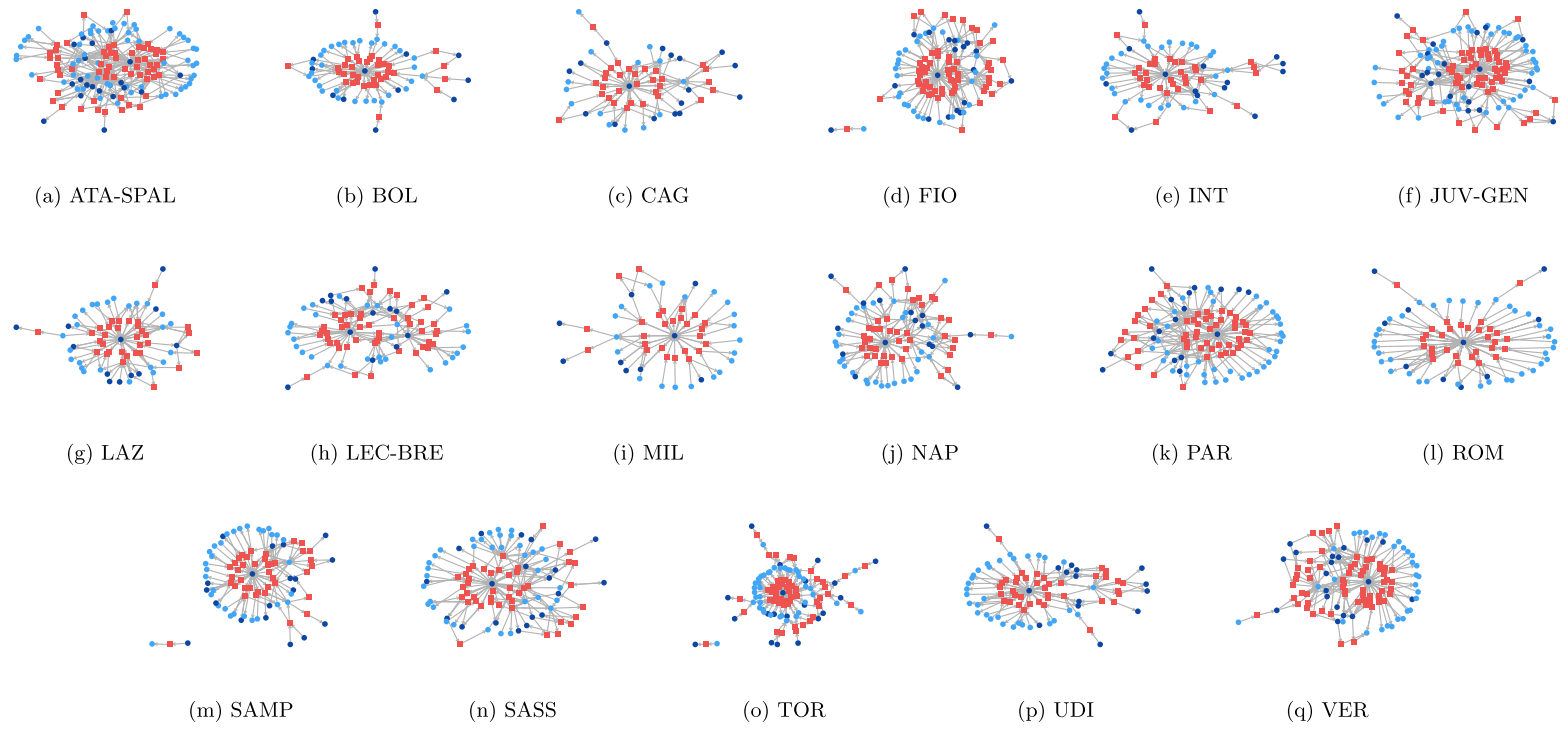 (a) ATA-SPAL (b) BOL (c) CAG (d) FIO (e) INT (f) JUV-GEN
(g) LAZ (h) LEC-BRE (i) MIL (j) NAP (k) PAR (l) ROM
(m) SAMP (n) SASS (o) TOR (p) UDI (q) VER